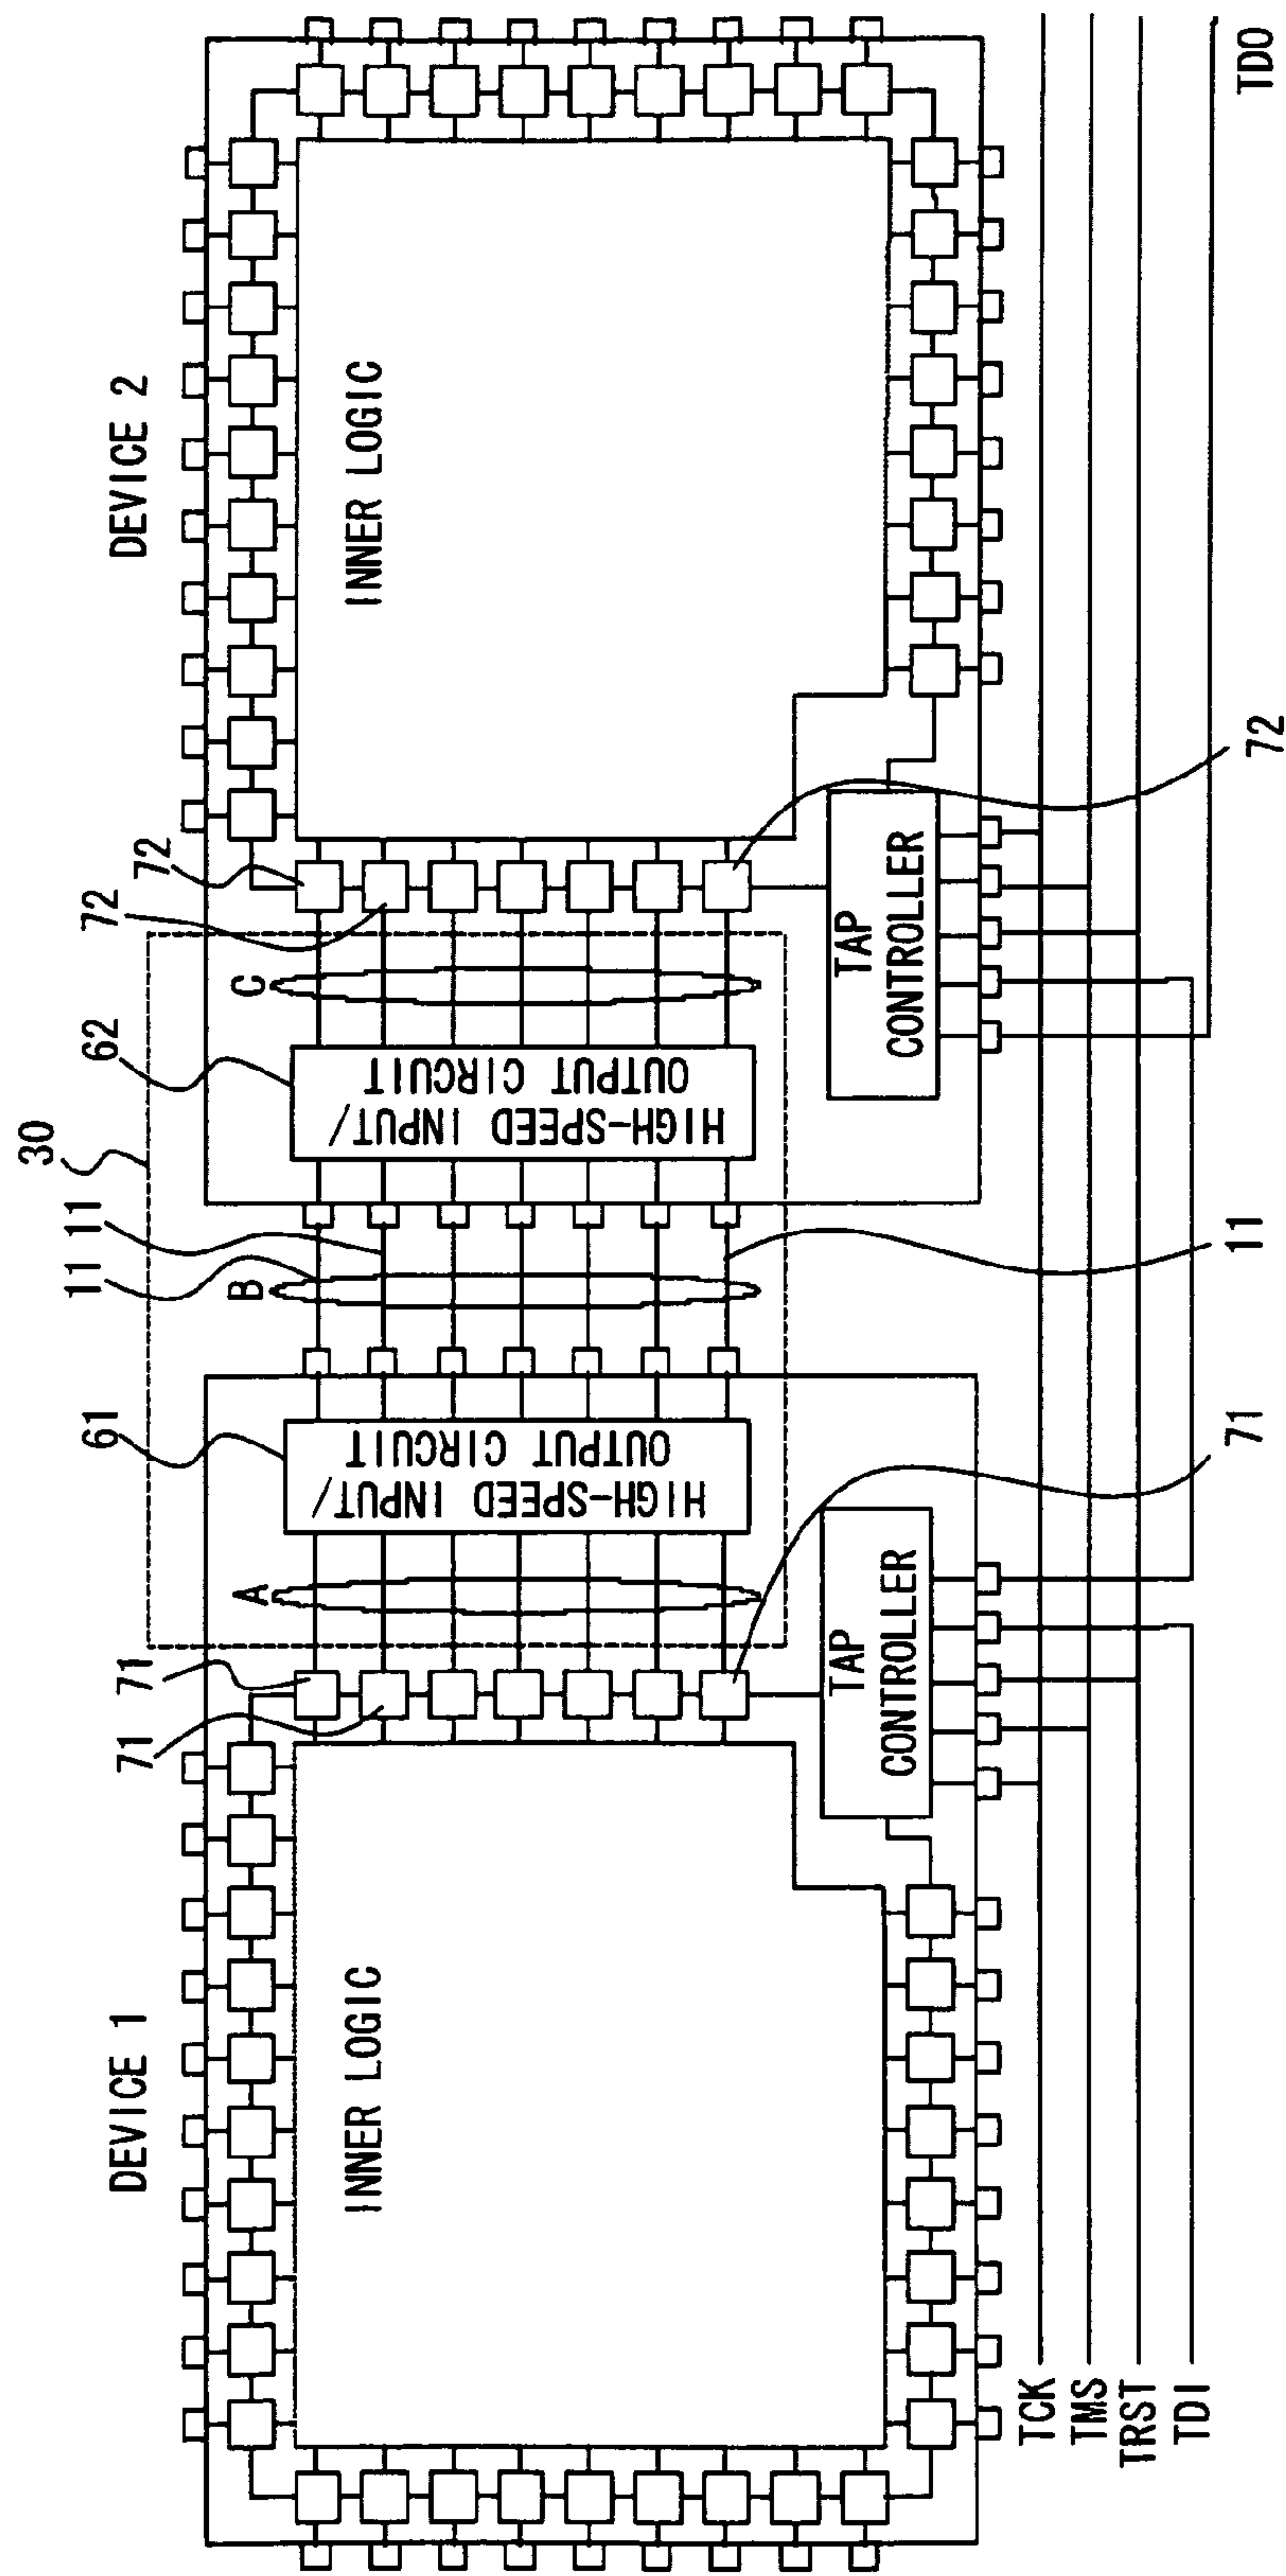 DEVICE 1
DEVICE 2
30
71
71
61
11
11
62
72
72
A
B
C
INNER LOGIC
HIGH-SPEED INPUT/
OUTPUT CIRCUIT
HIGH-SPEED INPUT/
OUTPUT CIRCUIT
INNER LOGIC
TAP
CONTROLLER
TAP
CONTROLLER
TCK
TMS
TRST
TDI
71
11
72
TDO